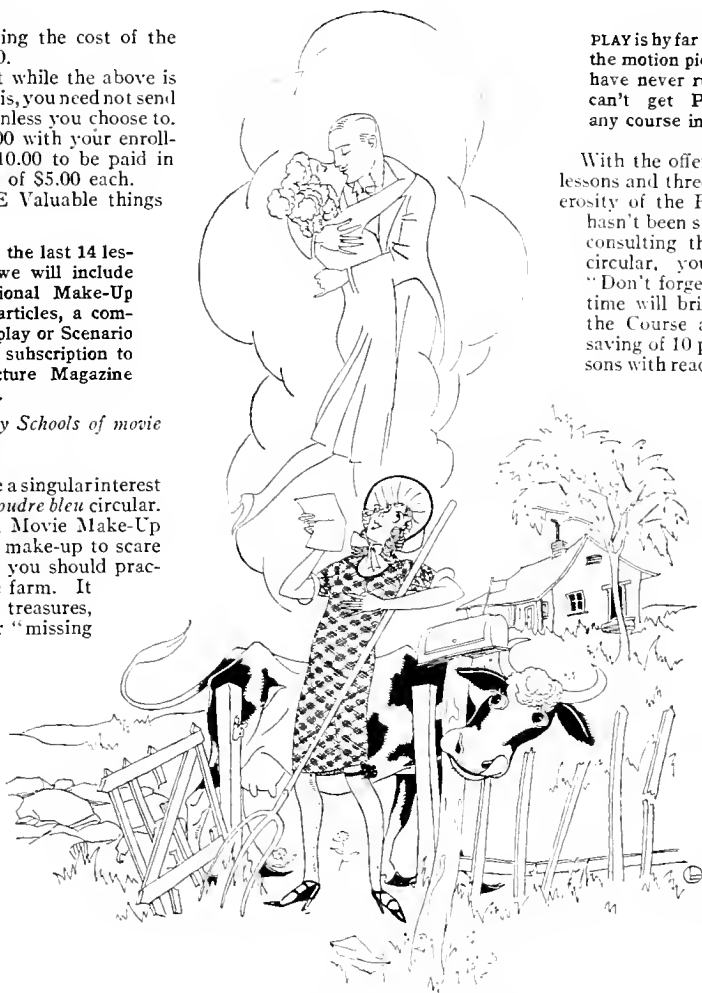 ing the cost of the
0.
t while the above is
is, you need not send
nless you choose to.
00 with your enroll-
10.00 to be paid in
of $5.00 each.
E Valuable things
the last 14 les-
we will include
ional Make-Up
articles, a com-
play or Scenario
subscription to
cture Magazine
y Schools of movie
e a singular interest
oudre bleu circular.
Movie Make-Up
make-up to scare
you should prac-
farm. It
treasures,
"missing
PLAY is by far
the motion pic
have never r
can't get P
any course in
With the offe
lessons and thre
erosity of the F
hasn't been s
consulting th
circular, you
"Don't forge
time will bri
the Course a
saving of 10 p
sons with read